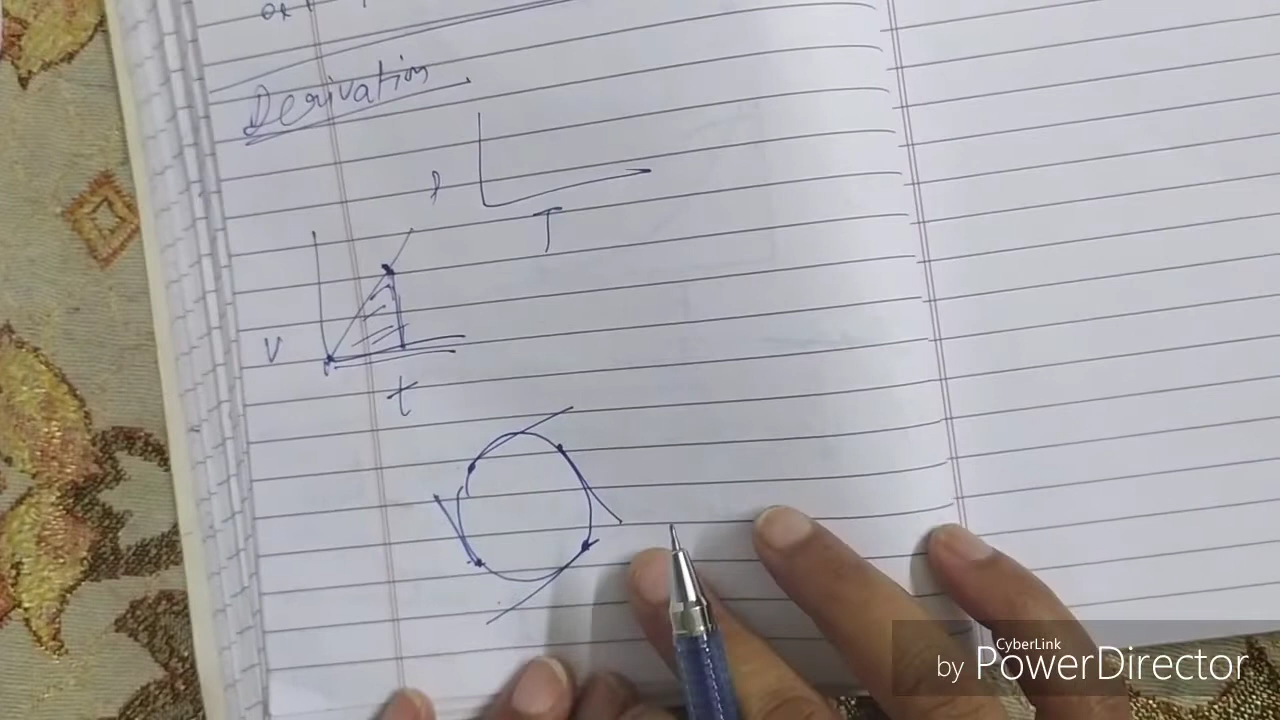 Derivation
T
V
t
CyberLink
by PowerDirector